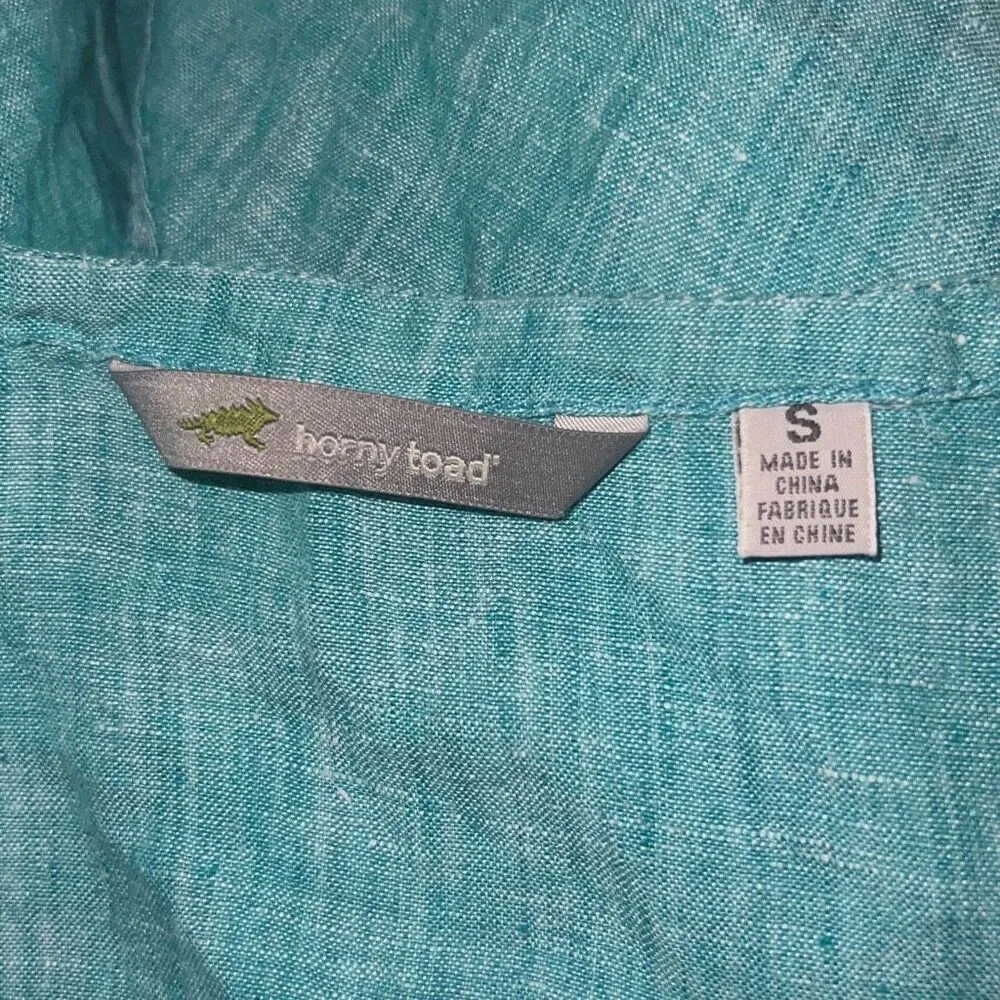 horny toad
S
MADE IN
CHINA
FABRIQUE
EN CHINE